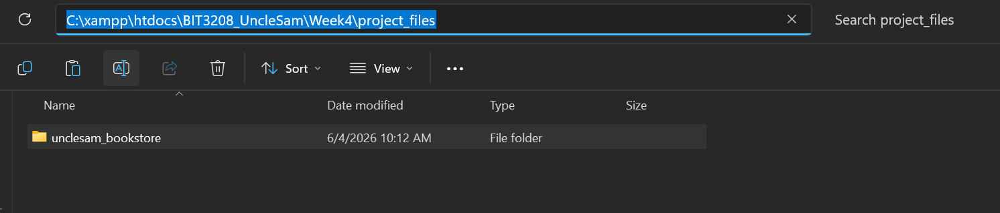 C:\xampp\htdocs\BIT3208_UncleSam\Week4\project_files Search project_files
Sort View
Name Date modified Type Size
unclesam_bookstore 6/4/2026 10:12 AM File folder